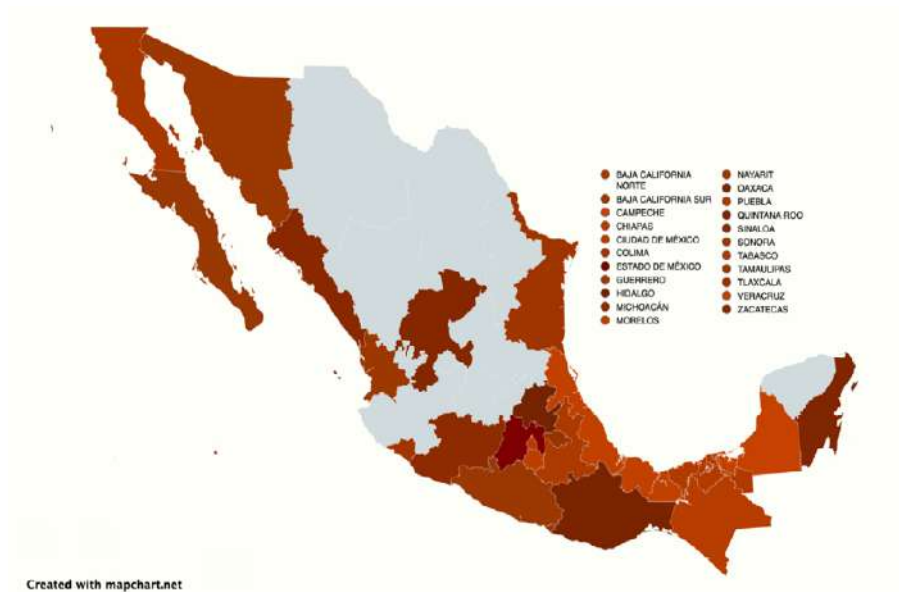 BAJA CALIFORNIA
NORTE
BAJA CALIFORNIA SUR
CAMPECHE
CHIAPAS
CIUDAD DE MÉXICO
COLIMA
ESTADO DE MÉXICO
GUERRERO
HIDALGO
MICHOACÁN
MORELOS
NAYARIT
OAXACA
PUEBLA
QUINTANA ROO
SINALOA
SONORA
TABASCO
TAMAULIPAS
TLAXCALA
VERACRUZ
ZACATECAS
Created with mapchart.net